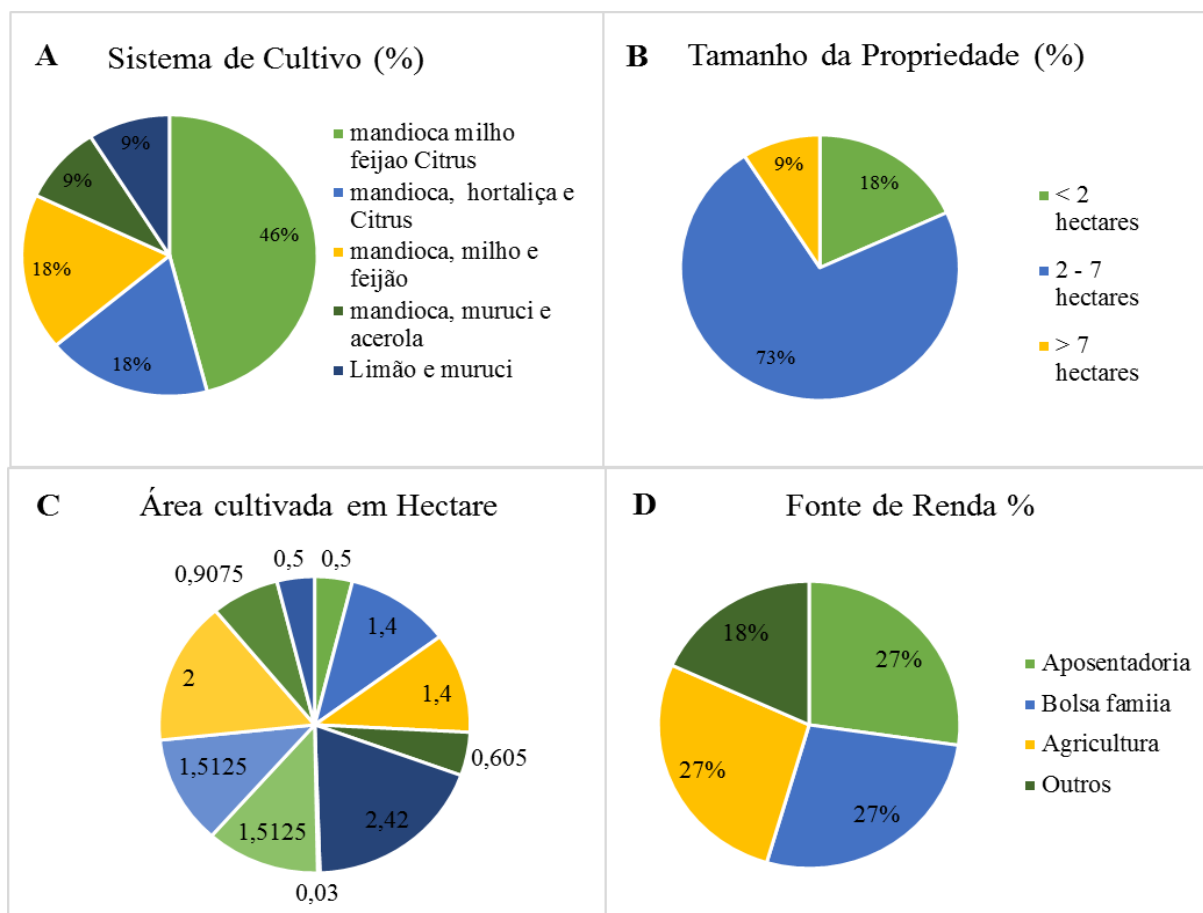 A Sistema de Cultivo (%)
9%
9%
46%
18%
18%
mandioca milho
feijao Citrus
mandioca, hortaliça e
Citrus
mandioca, milho e
feijão
mandioca, muruci e
acerola
Limão e muruci
B Tamanho da Propriedade (%)
9%
18%
73%
< 2
hectares
2 - 7
hectares
> 7
hectares
C Área cultivada em Hectare
0,5
0,5
0,9075
1,4
2
1,4
0,605
1,5125
2,42
1,5125
0,03
D Fonte de Renda %
18%
27%
27%
27%
Aposentadoria
Bolsa famiia
Agricultura
Outros